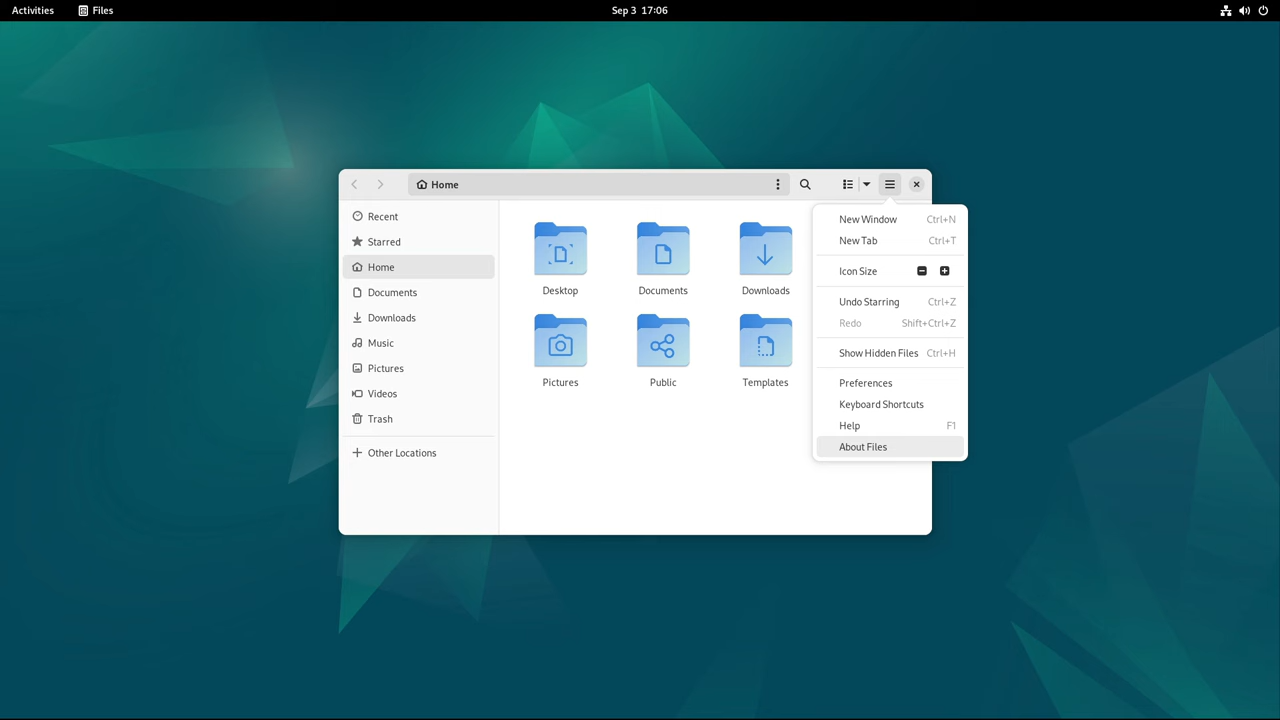 Activities Files Sep 3 17:06
Home
Recent
Starred
Home
Documents
Downloads
Music
Pictures
Videos
Trash
Other Locations
Desktop Documents Downloads
Pictures Public Templates
New Window Ctrl+N
New Tab Ctrl+T
Icon Size
Undo Starring Ctrl+Z
Redo Shift+Ctrl+Z
Show Hidden Files Ctrl+H
Preferences
Keyboard Shortcuts
Help F1
About Files